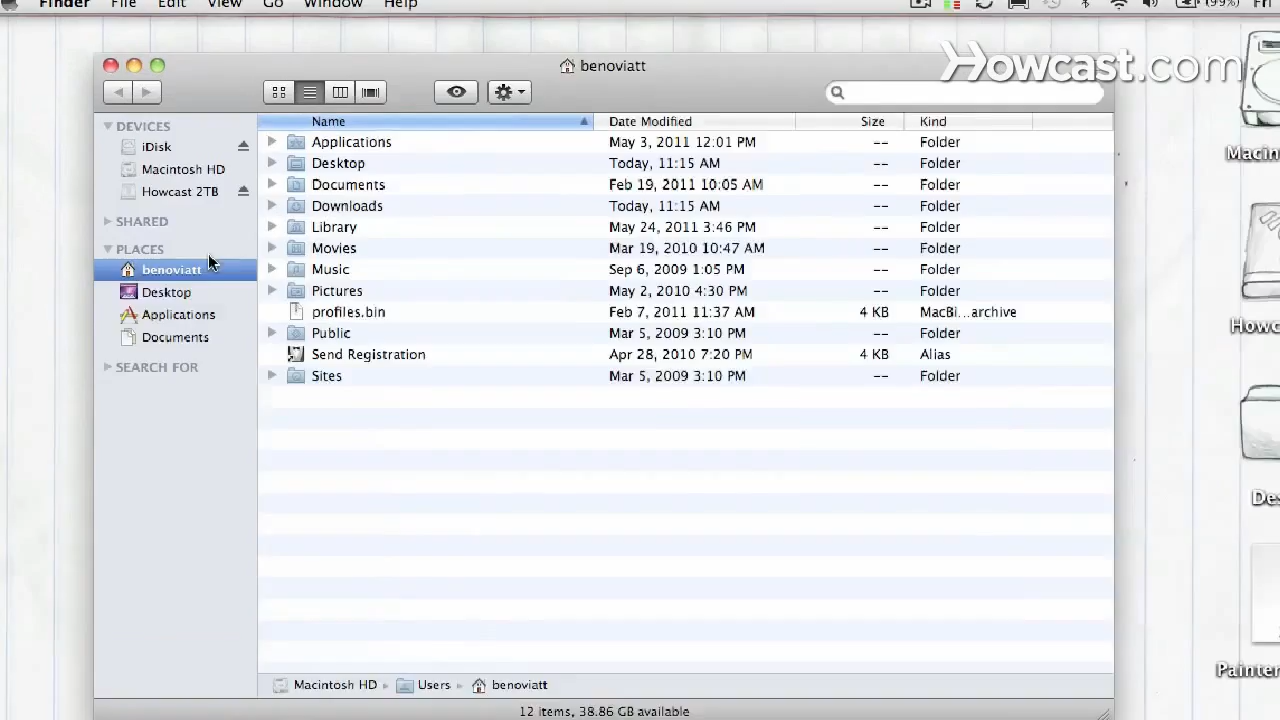 Finder File Edit View Go Window Help (99%) Fri
benoviatt
Howcast.com
Name Date Modified Size Kind
DEVICES
iDisk
Macintosh HD
Howcast 2TB
SHARED
PLACES
benoviatt
Desktop
Applications
Documents
SEARCH FOR
Applications May 3, 2011 12:01 PM -- Folder
Desktop Today, 11:15 AM -- Folder
Documents Feb 19, 2011 10:05 AM -- Folder
Downloads Today, 11:15 AM -- Folder
Library May 24, 2011 3:46 PM -- Folder
Movies Mar 19, 2010 10:47 AM -- Folder
Music Sep 6, 2009 1:05 PM -- Folder
Pictures May 2, 2010 4:30 PM -- Folder
profiles.bin Feb 7, 2011 11:37 AM 4 KB MacBi...archive
Public Mar 5, 2009 3:10 PM -- Folder
Send Registration Apr 28, 2010 7:20 PM 4 KB Alias
Sites Mar 5, 2009 3:10 PM -- Folder
Macintosh HD Users benoviatt
12 items, 38.86 GB available
Macin
Howc
Des
Painter